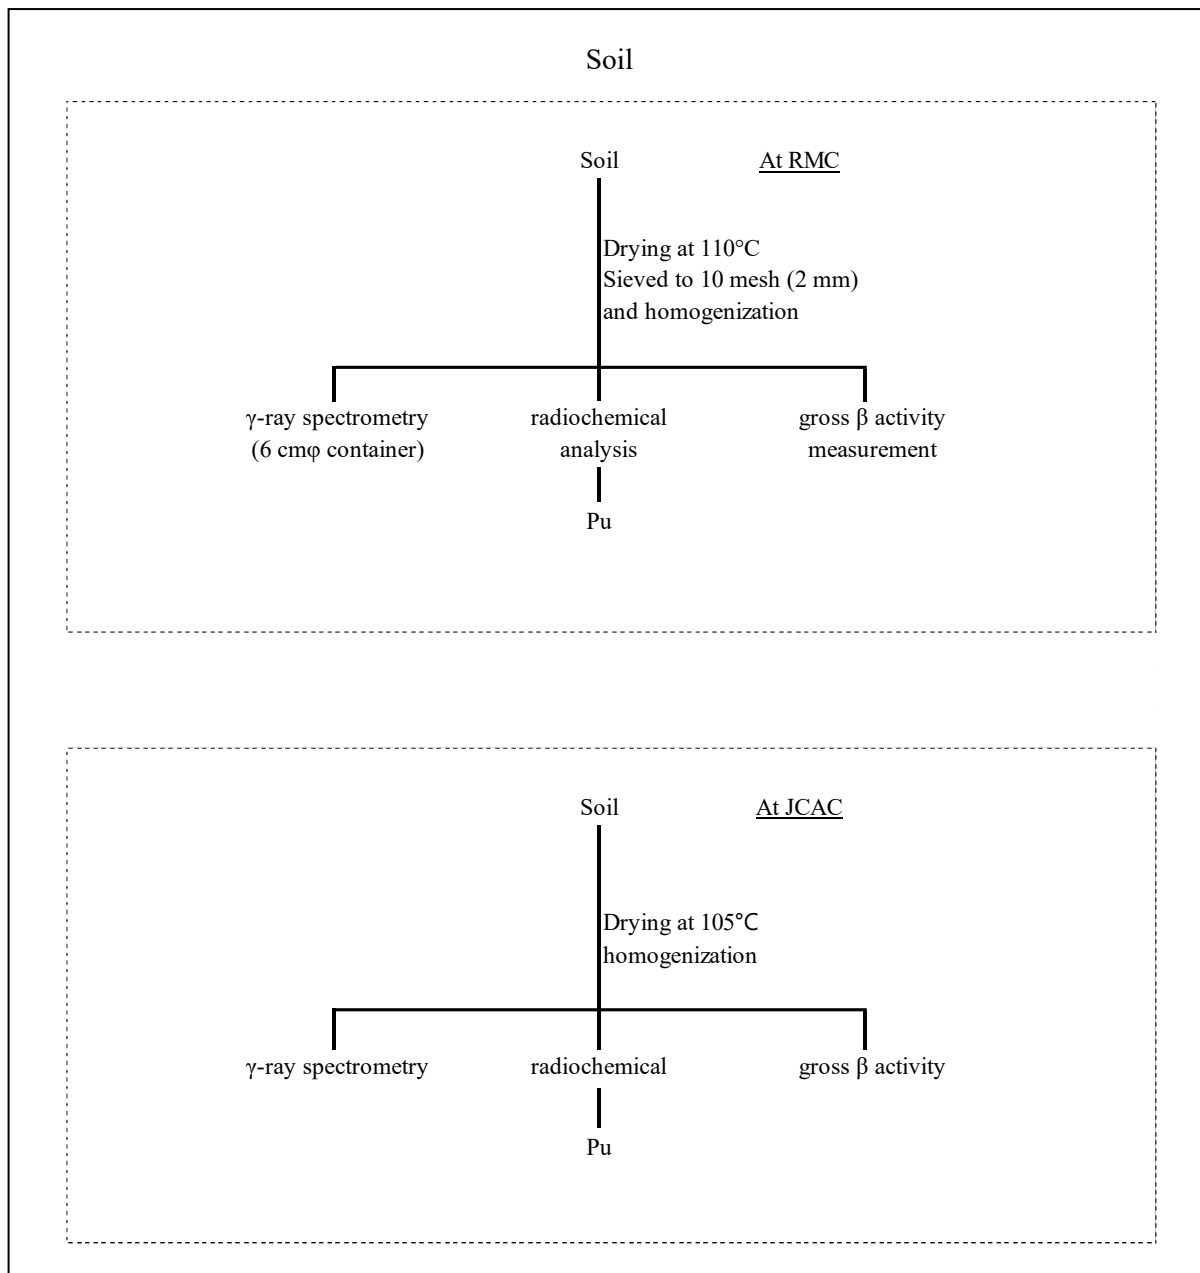 Soil
Soil
At RMC
Drying at 110°C
Sieved to 10 mesh (2 mm)
and homogenization
γ-ray spectrometry
(6 cmφ container)
radiochemical
analysis
gross β activity
measurement
Pu
Soil
At JCAC
Drying at 105℃
homogenization
γ-ray spectrometry
radiochemical
gross β activity
Pu